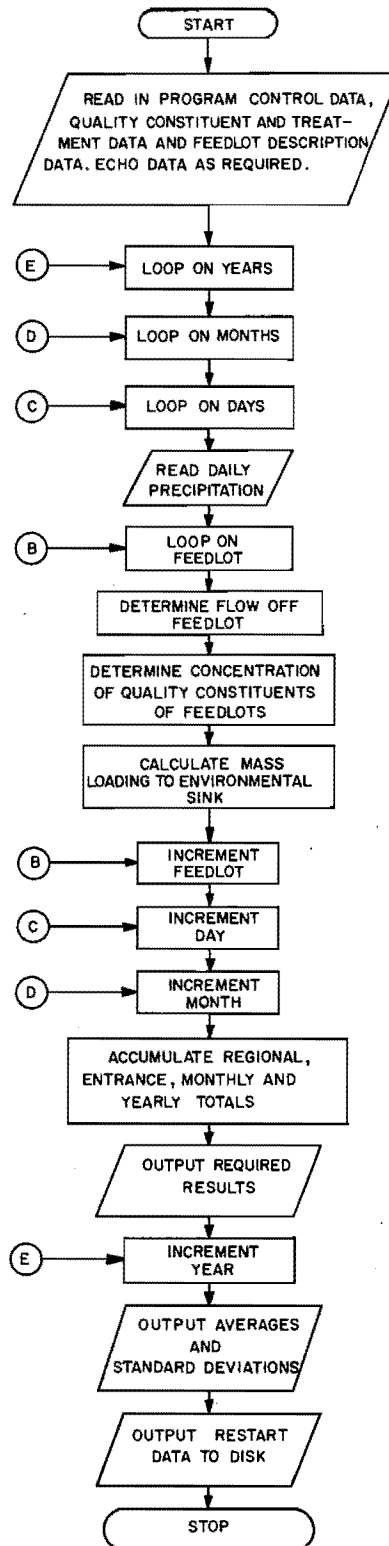 START
READ IN PROGRAM CONTROL DATA,
QUALITY CONSTITUENT AND TREAT-
MENT DATA AND FEEDLOT DESCRIPTION
DATA. ECHO DATA AS REQUIRED.
E
LOOP ON YEARS
D
LOOP ON MONTHS
C
LOOP ON DAYS
READ DAILY
PRECIPITATION
B
LOOP ON
FEEDLOT
DETERMINE FLOW OFF
FEEDLOT
DETERMINE CONCENTRATION
OF QUALITY CONSTITUENTS
OF FEEDLOTS
CALCULATE MASS
LOADING TO ENVIRONMENTAL
SINK
B
INCREMENT
FEEDLOT
C
INCREMENT
DAY
D
INCREMENT
MONTH
ACCUMULATE REGIONAL,
ENTRANCE, MONTHLY AND
YEARLY TOTALS
OUTPUT REQUIRED
RESULTS
E
INCREMENT
YEAR
OUTPUT AVERAGES
AND
STANDARD DEVIATIONS
OUTPUT RESTART
DATA TO DISK
STOP